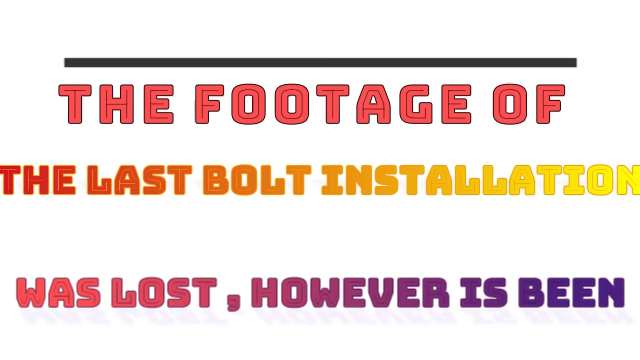 THE FOOTAGE OF
THE LAST BOLT INSTALLATION
WAS LOST , HOWEVER IS BEEN